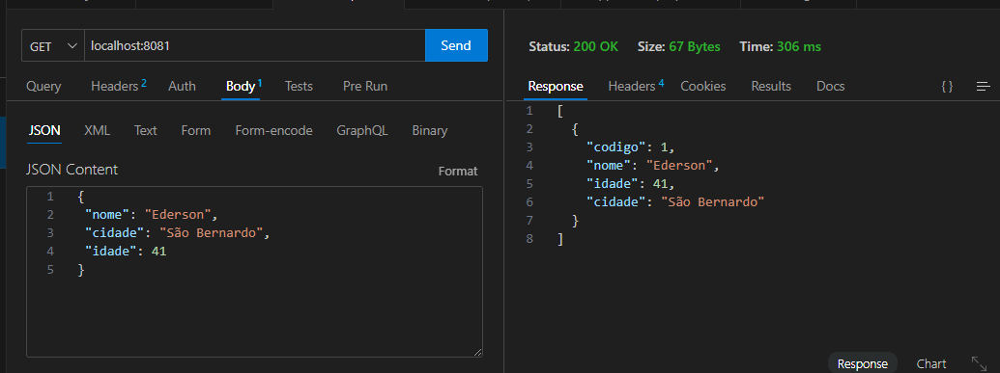 GET localhost:8081 Send
Query Headers 2 Auth Body 1 Tests Pre Run
JSON XML Text Form Form-encode GraphQL Binary
JSON Content Format
1 {
2 "nome": "Ederson",
3 "cidade": "São Bernardo",
4 "idade": 41
5 }
Status: 200 OK Size: 67 Bytes Time: 306 ms
Response Headers 4 Cookies Results Docs { }
1 [
2 {
3 "codigo": 1,
4 "nome": "Ederson",
5 "idade": 41,
6 "cidade": "São Bernardo"
7 }
8 ]
Response Chart